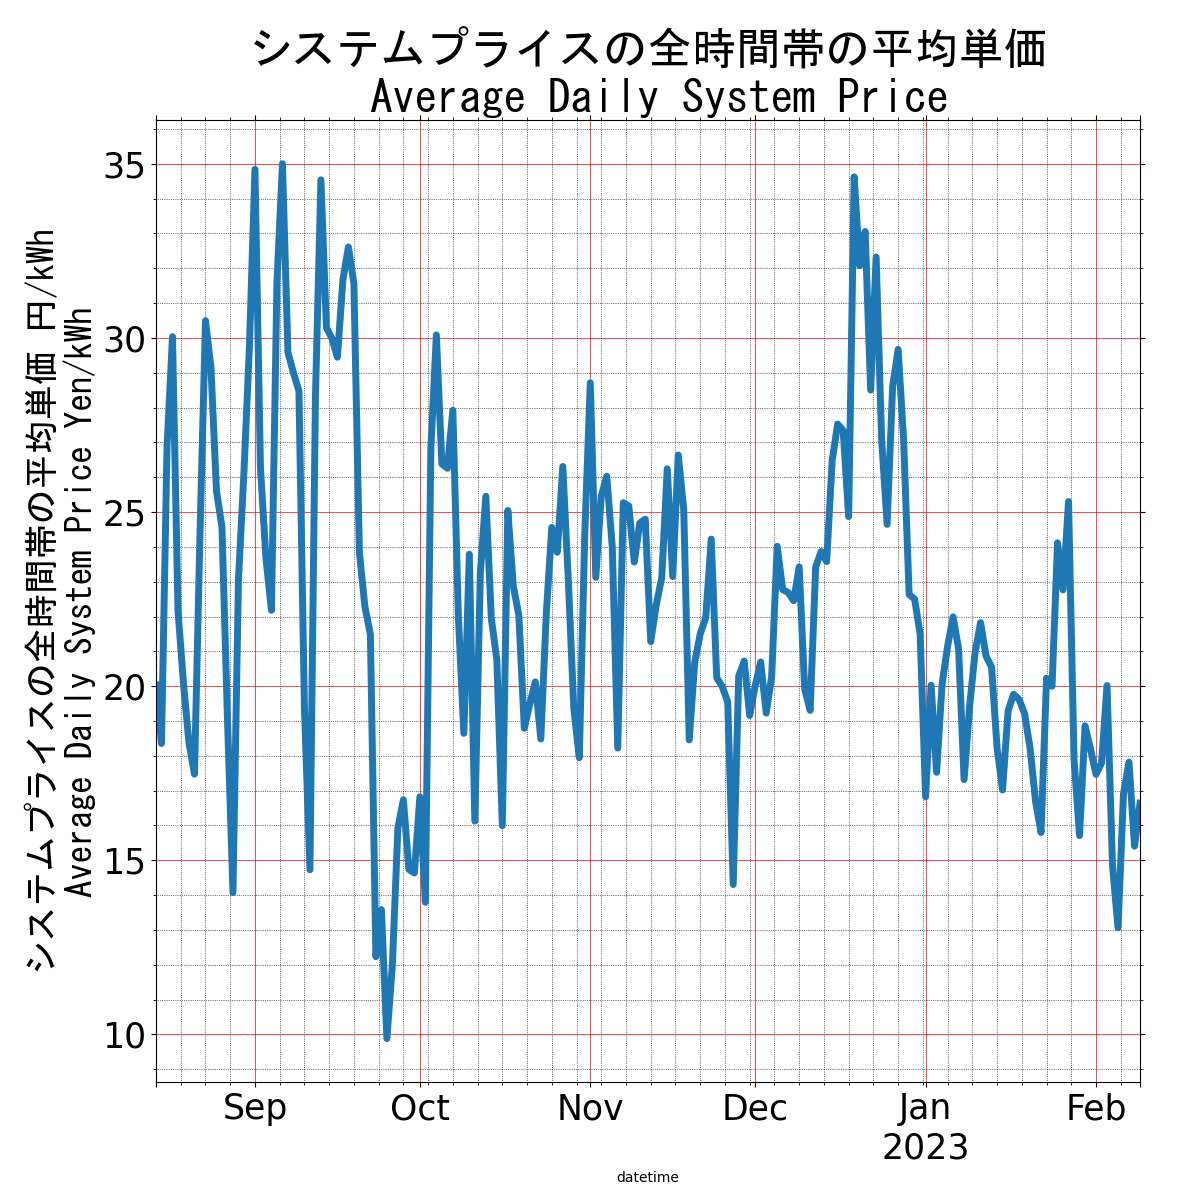 システムプライスの全時間帯の平均単価
Average Daily System Price
システムプライスの全時間帯の平均単価 円/kWh
Average Daily System Price Yen/kWh
35
30
25
20
15
10
Sep
Oct
Nov
Dec
Jan
2023
Feb
datetime